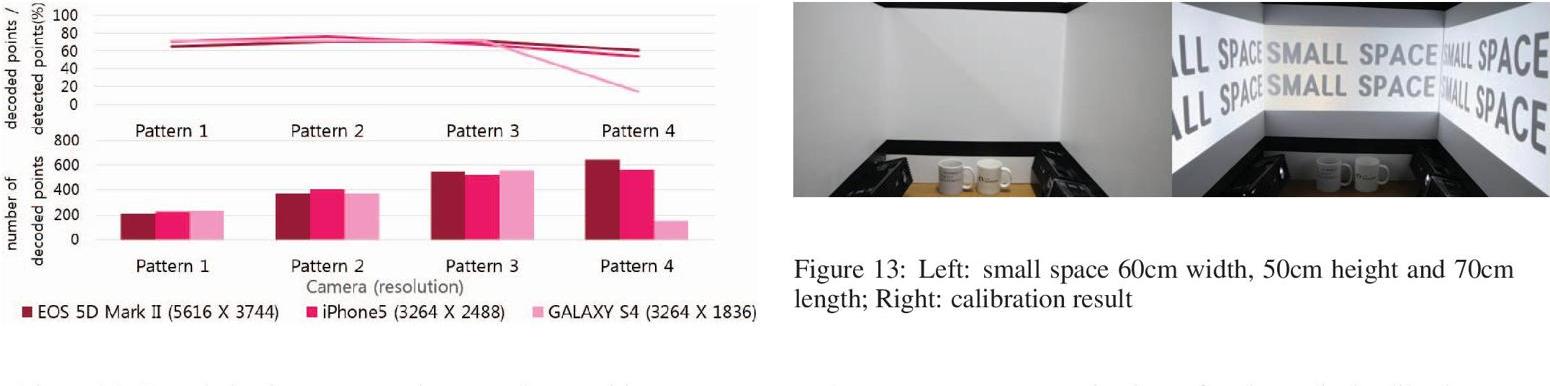 decoded points /
detected points(%)
100
80
60
40
20
0
Pattern 1 Pattern 2 Pattern 3 Pattern 4
number of
decoded points
800
600
400
200
0
Pattern 1 Pattern 2 Pattern 3 Pattern 4
Camera (resolution)
EOS 5D Mark II (5616 X 3744) iPhone5 (3264 X 2488) GALAXY S4 (3264 X 1836)
ALL SPACE SMALL SPACE SMALL SPACE
ALL SPACE SMALL SPACE SMALL SPACE
Figure 13: Left: small space 60cm width, 50cm height and 70cm
length; Right: calibration result